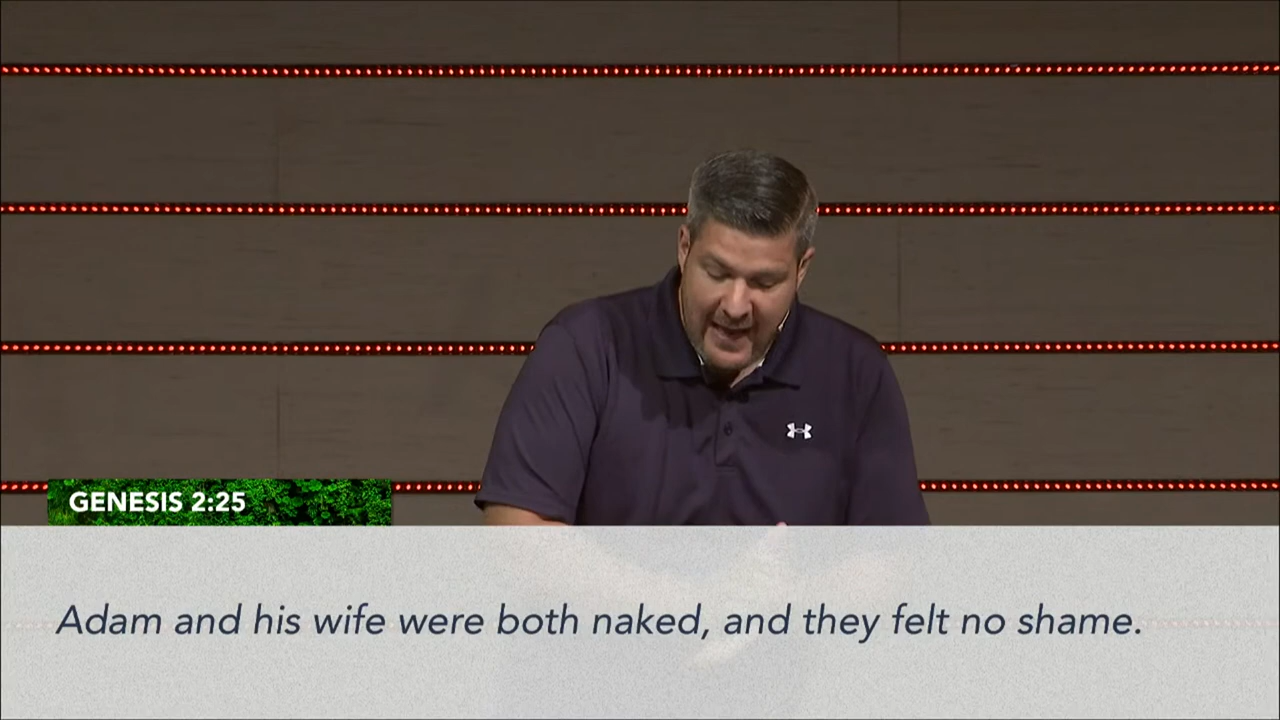 GENESIS 2:25
Adam and his wife were both naked, and they felt no shame.